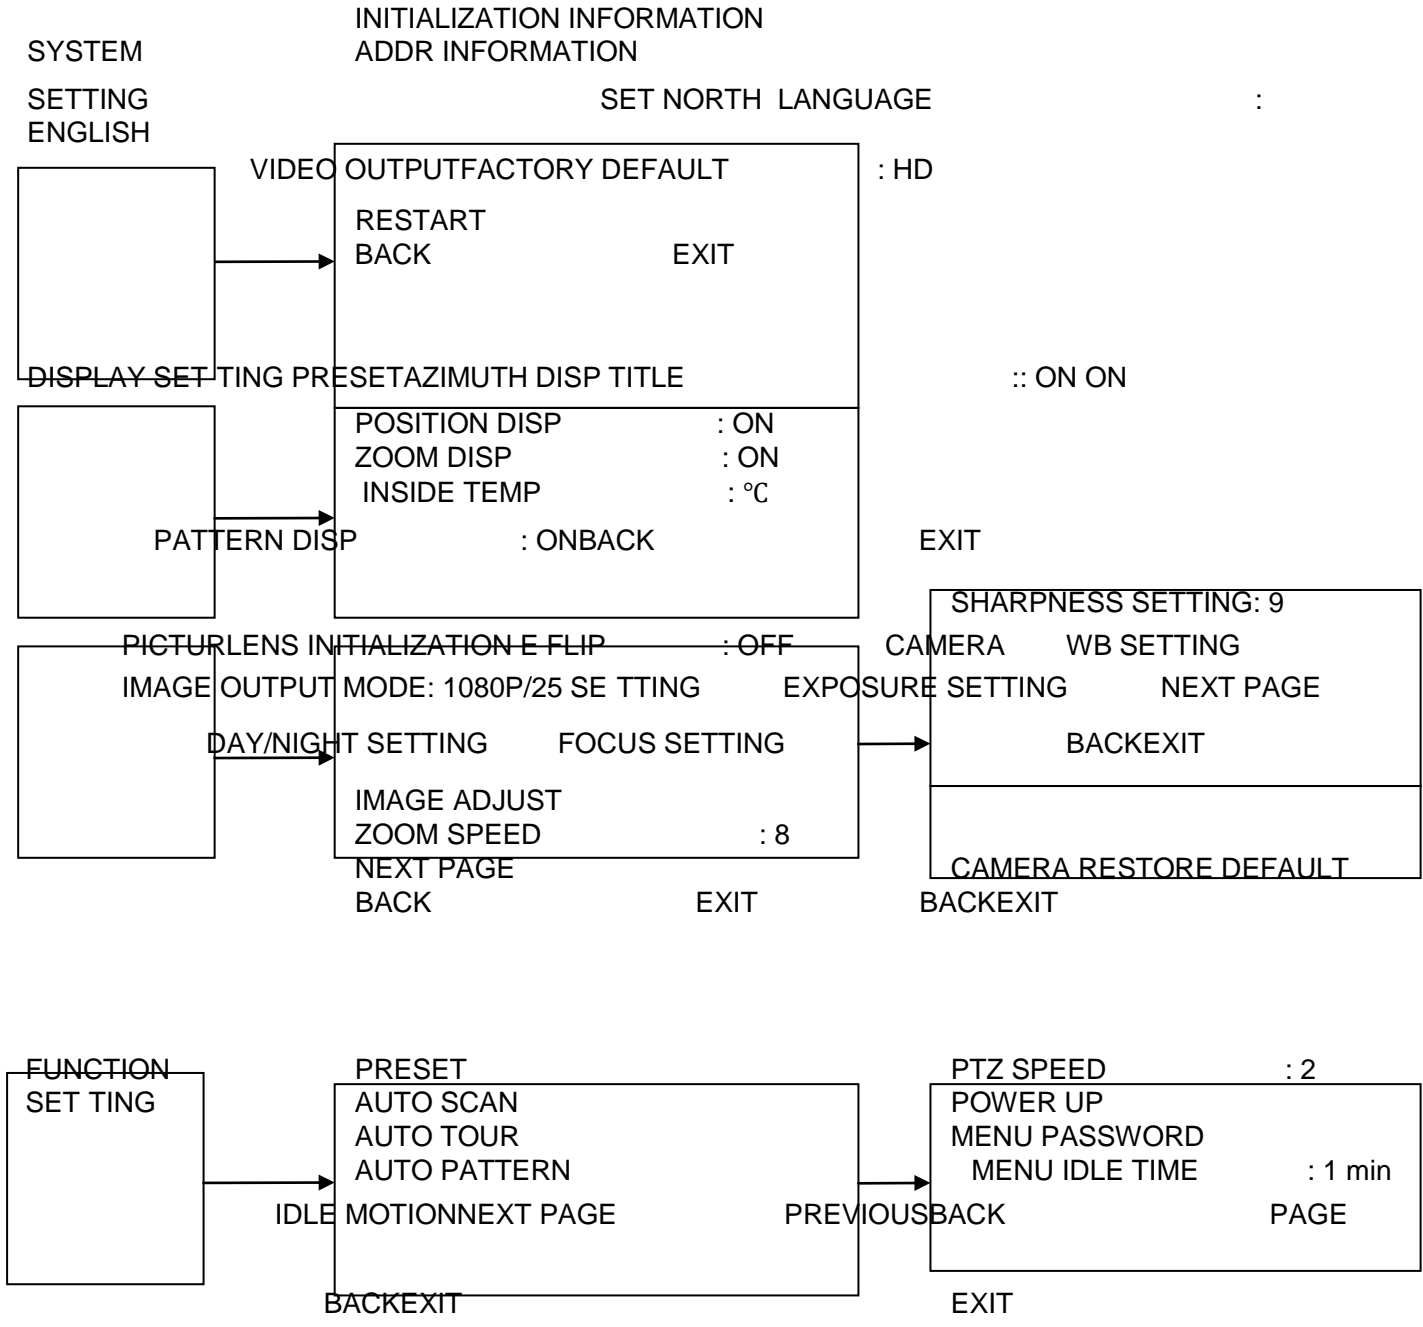 INITIALIZATION INFORMATION
SYSTEM ADDR INFORMATION
SETTING SET NORTH LANGUAGE :
ENGLISH
VIDEO OUTPUTFACTORY DEFAULT : HD
RESTART
BACK EXIT
DISPLAY SET TING PRESETAZIMUTH DISP TITLE :: ON ON
POSITION DISP : ON
ZOOM DISP : ON
INSIDE TEMP : ℃
PATTERN DISP : ONBACK EXIT
SHARPNESS SETTING: 9
PICTURLENS INITIALIZATION E FLIP : OFF CAMERA WB SETTING
IMAGE OUTPUT MODE: 1080P/25 SE TTING EXPOSURE SETTING NEXT PAGE
DAY/NIGHT SETTING FOCUS SETTING BACKEXIT
IMAGE ADJUST
ZOOM SPEED : 8
NEXT PAGE CAMERA RESTORE DEFAULT
BACK EXIT BACKEXIT
FUNCTION PRESET PTZ SPEED : 2
SET TING AUTO SCAN POWER UP
AUTO TOUR MENU PASSWORD
AUTO PATTERN MENU IDLE TIME : 1 min
IDLE MOTIONNEXT PAGE PREVIOUSBACK PAGE
BACKEXIT EXIT